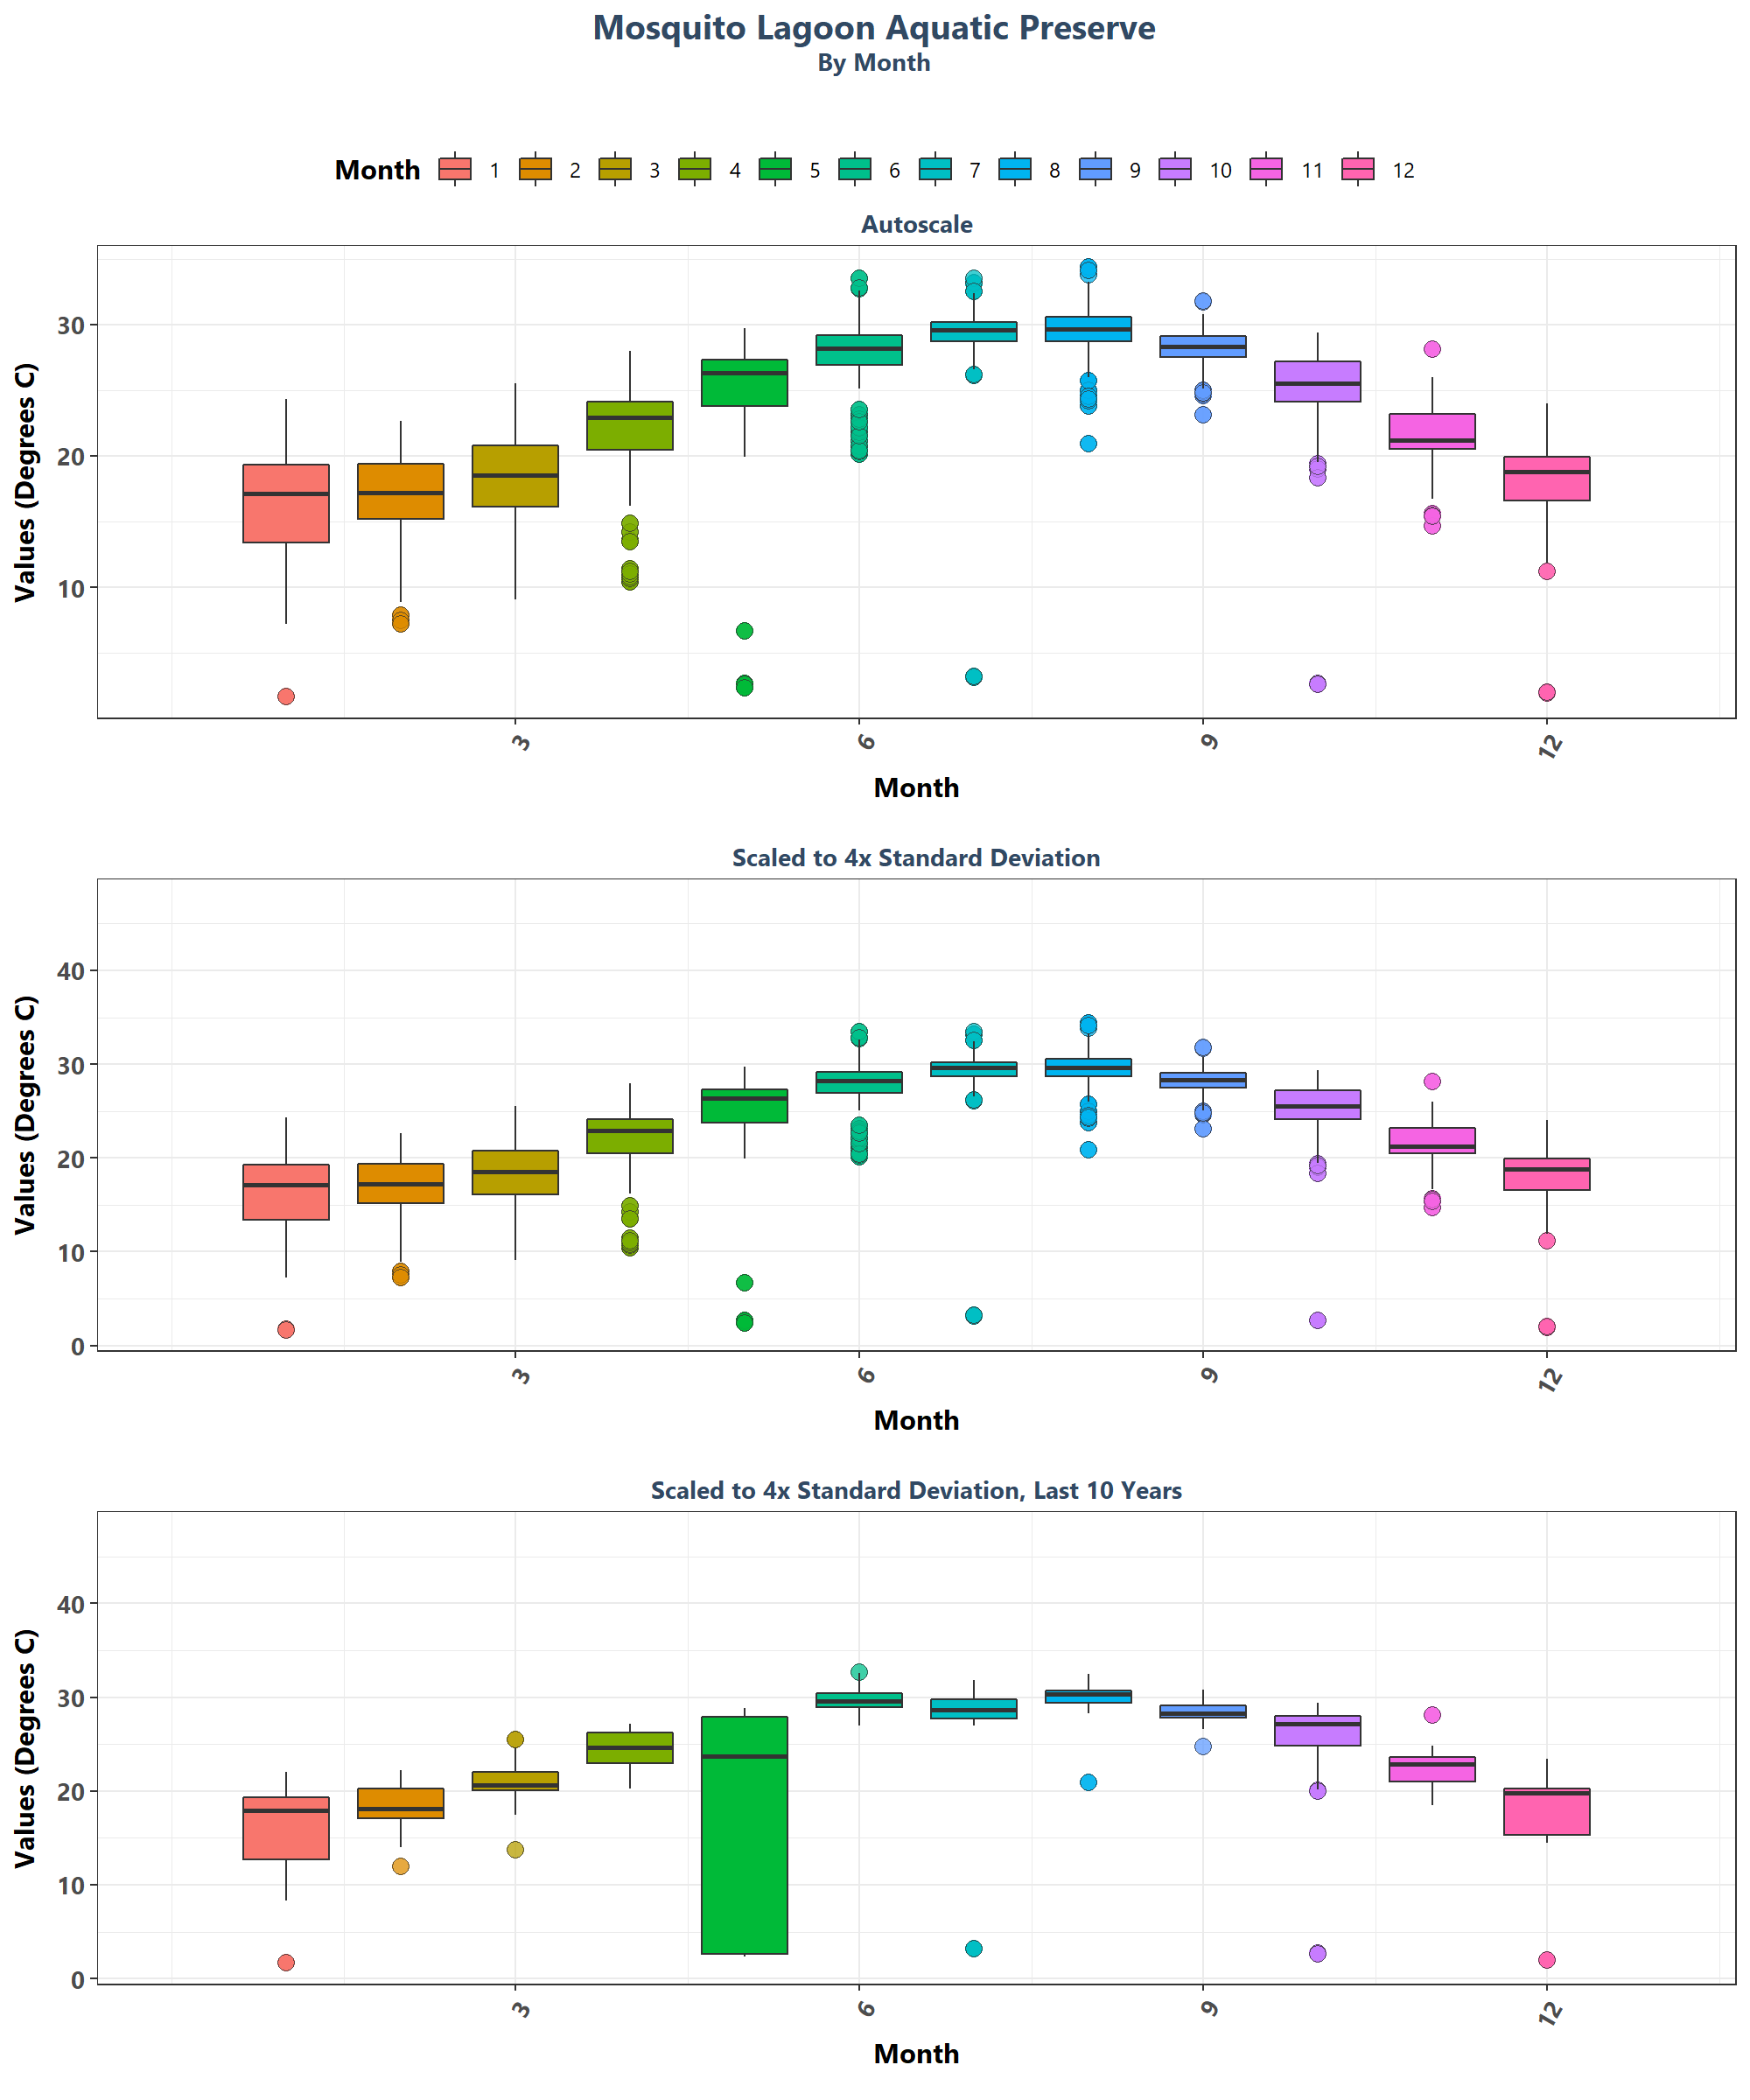 Mosquito Lagoon Aquatic Preserve
By Month
Month 1 2 3 4 5 6 7 8 9 10 11 12
Autoscale
Values (Degrees C)
30
20
10
3 6 9 12
Month
Scaled to 4x Standard Deviation
Values (Degrees C)
40
30
20
10
0
3 6 9 12
Month
Scaled to 4x Standard Deviation, Last 10 Years
Values (Degrees C)
40
30
20
10
0
3 6 9 12
Month